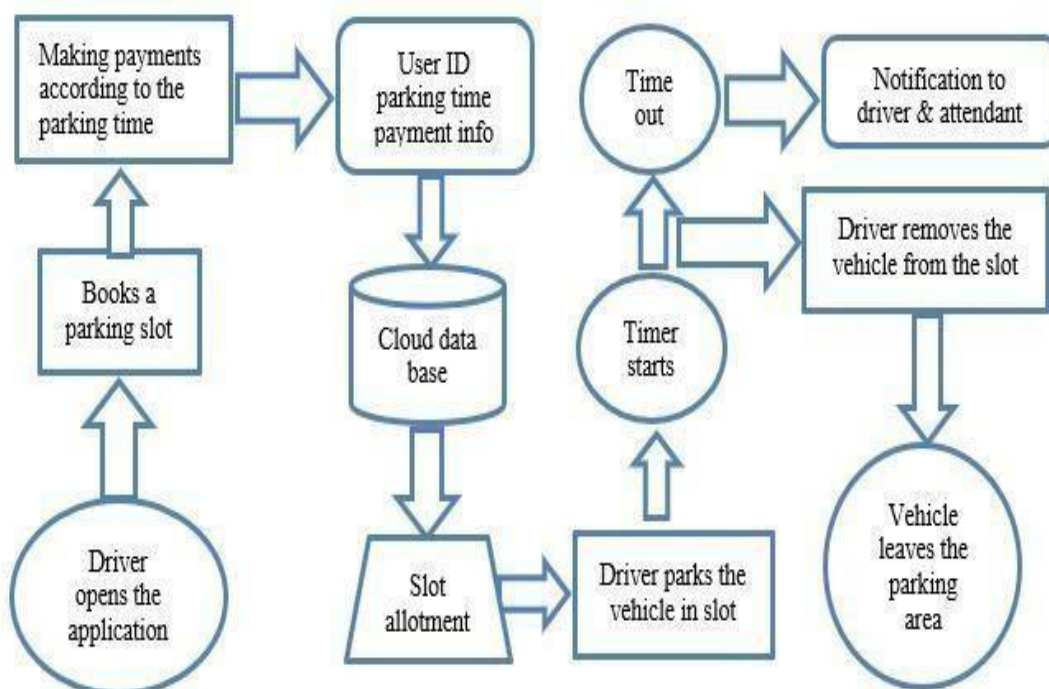 Making payments
according to the
parking time
User ID
parking time
payment info
Time
out
Notification to
driver & attendant
Driver removes the
vehicle from the slot
Books a
parking slot
Cloud data
base
Timer
starts
Driver
opens the
application
Slot
allotment
Driver parks the
vehicle in slot
Vehicle
leaves the
parking
area